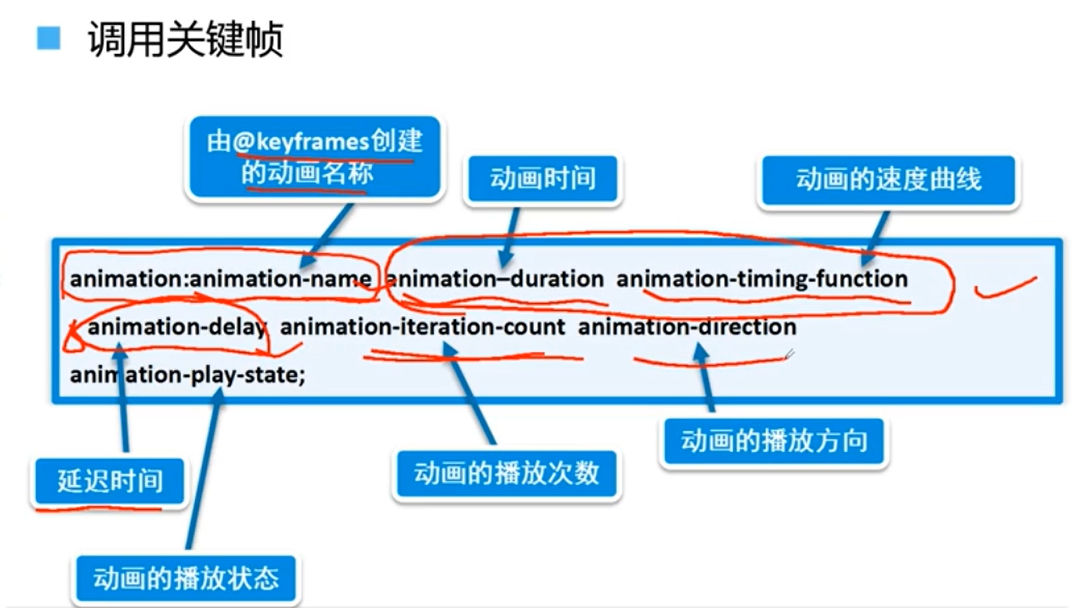 调用关键帧
由@keyframes创建
的动画名称
动画时间
动画的速度曲线
animation:animation-name animation–duration animation-timing-function
animation-delay animation-iteration-count animation-direction
animation-play-state;
延迟时间
动画的播放次数
动画的播放方向
动画的播放状态